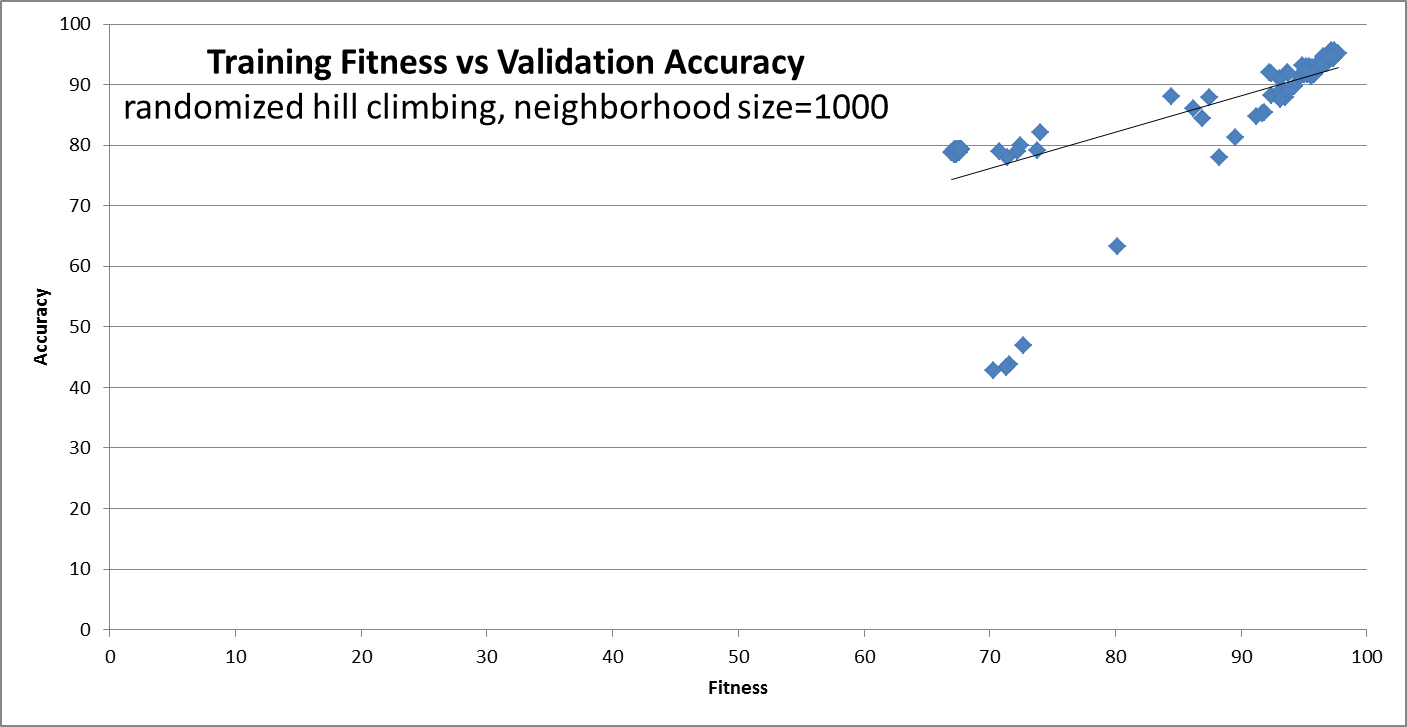 Training Fitness vs Validation Accuracy
randomized hill climbing, neighborhood size=1000
100
90
80
70
60
50
40
30
20
10
0
Accuracy
0 10 20 30 40 50 60 70 80 90 100
Fitness